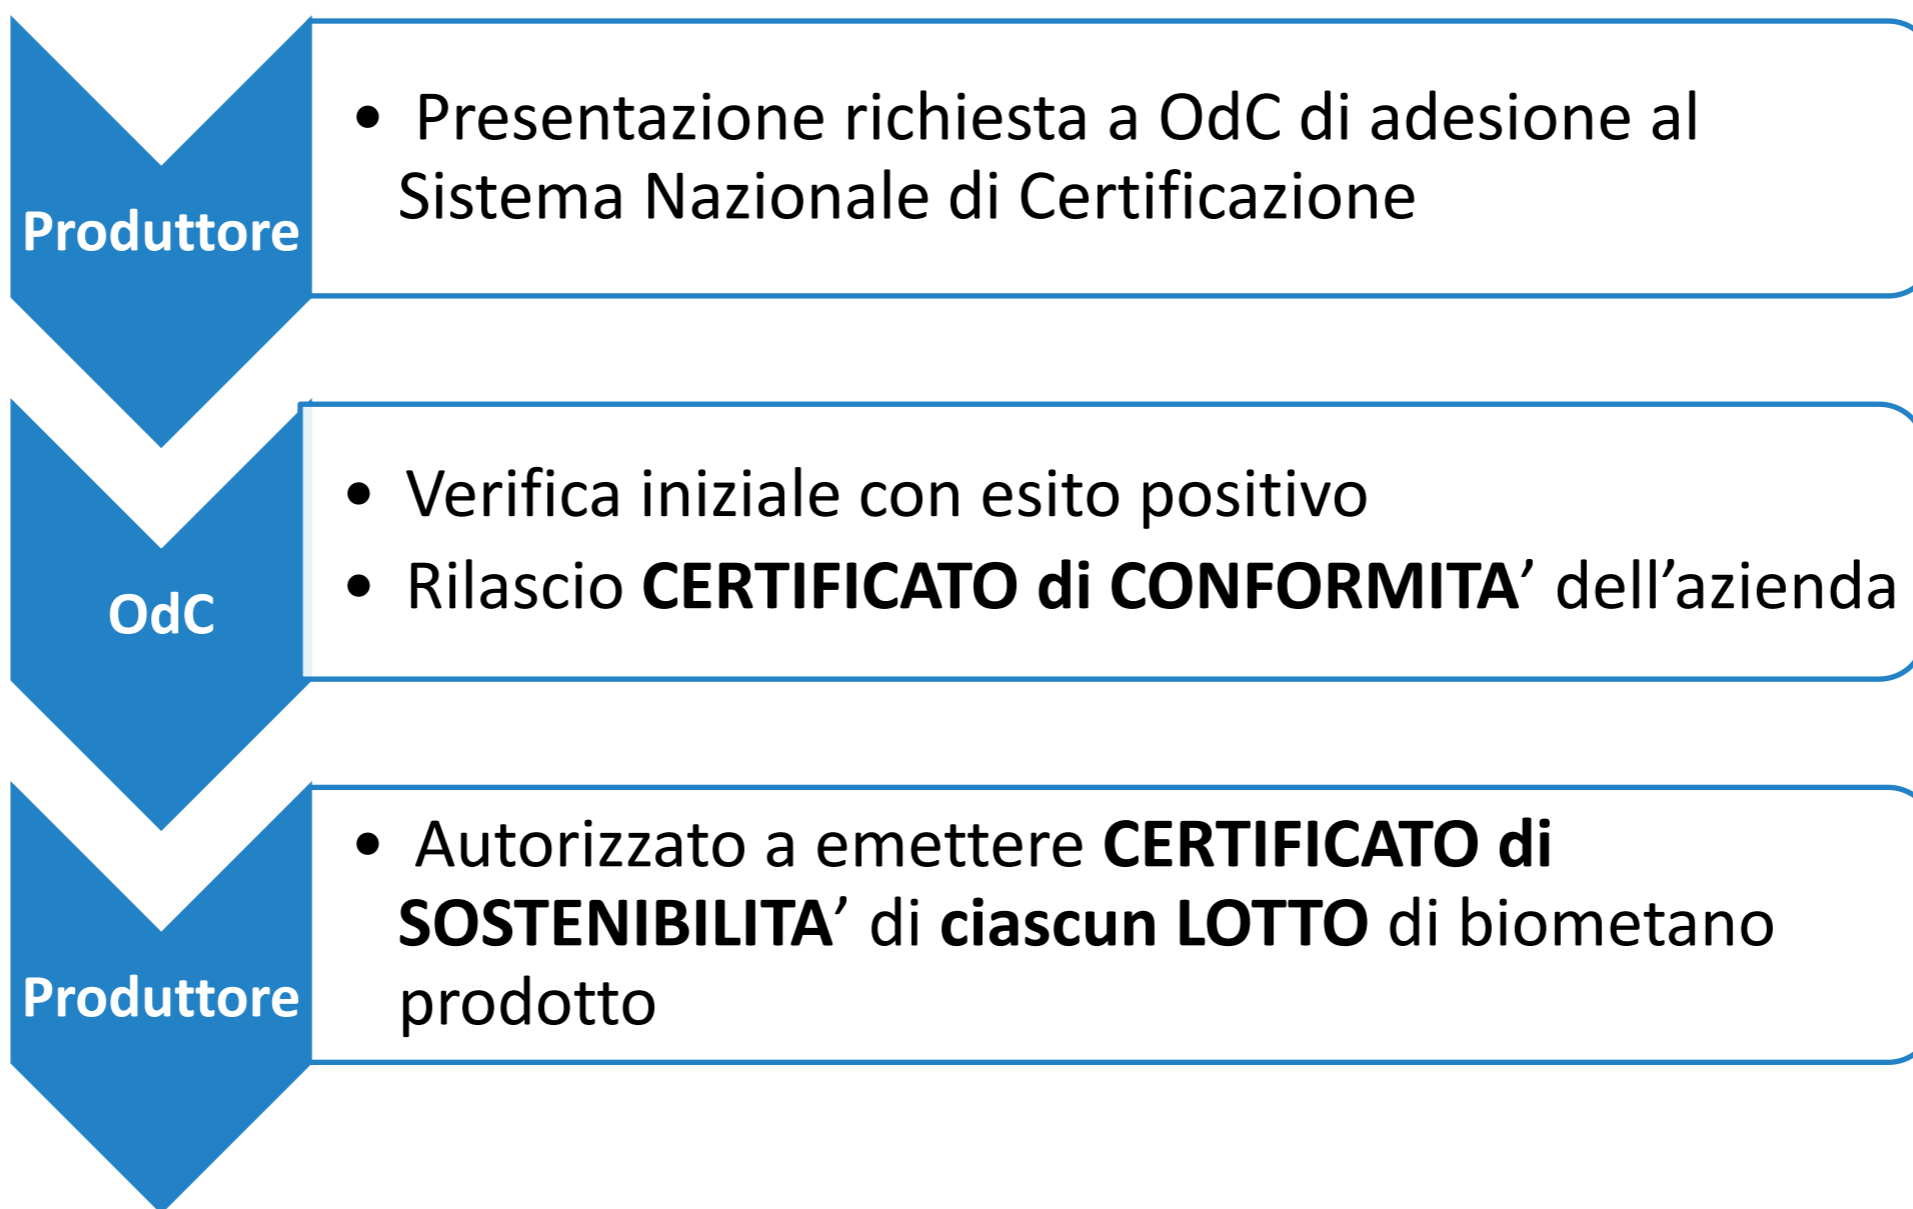 Produttore
• Presentazione richiesta a OdC di adesione al
Sistema Nazionale di Certificazione
OdC
• Verifica iniziale con esito positivo
• Rilascio CERTIFICATO di CONFORMITA’ dell’azienda
Produttore
• Autorizzato a emettere CERTIFICATO di
SOSTENIBILITA’ di ciascun LOTTO di biometano
prodotto